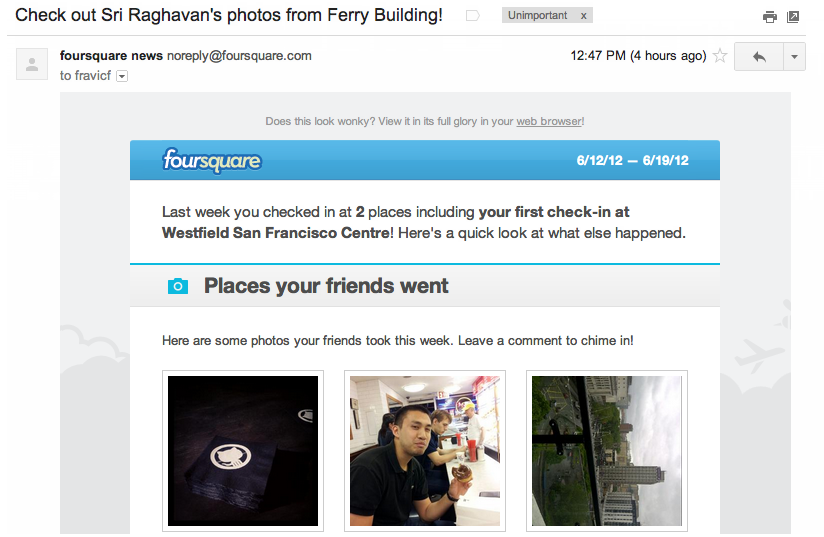 Check out Sri Raghavan's photos from Ferry Building!
Unimportant x
foursquare news noreply@foursquare.com
12:47 PM (4 hours ago)
to fravicf
Does this look wonky? View it in its full glory in your web browser!
foursquare
6/12/12 — 6/19/12
Last week you checked in at 2 places including your first check-in at
Westfield San Francisco Centre! Here's a quick look at what else happened.
Places your friends went
Here are some photos your friends took this week. Leave a comment to chime in!